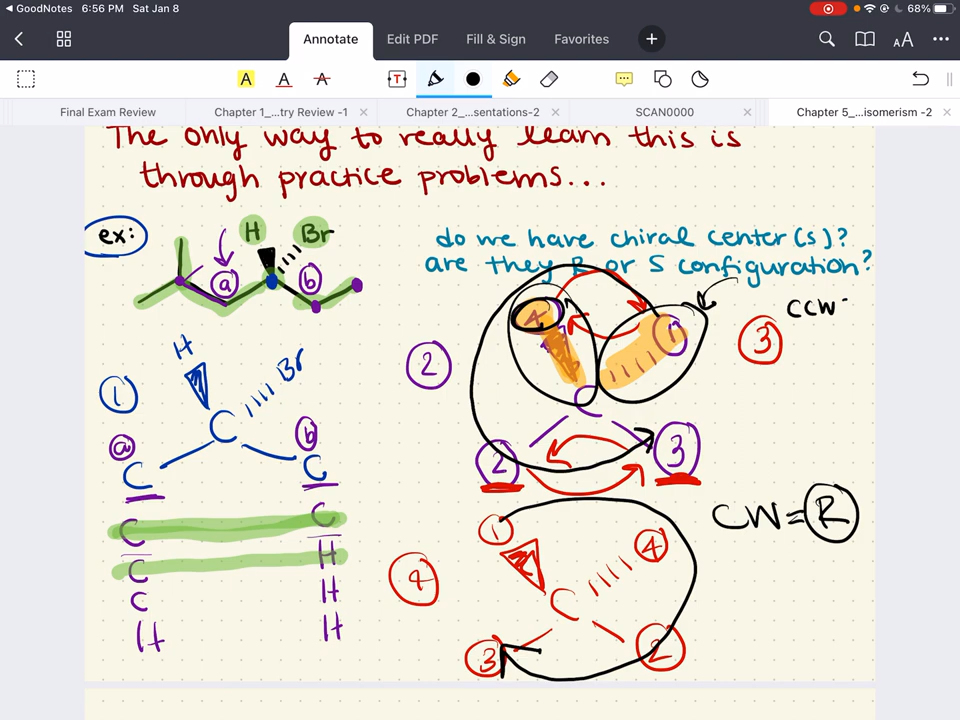 GoodNotes 6:56 PM Sat Jan 8 68%
Annotate Edit PDF Fill & Sign Favorites
Final Exam Review Chapter 1_...try Review -1 Chapter 2_...sentations-2 SCAN0000 Chapter 5_...isomerism -2
The only way to really learn this is
through practice problems...
ex:
H Br
a b
do we have chiral center(s)?
are they R or S configuration?
CCW
4 1
2 3
H Br
1
C C
a b
C C
2 3
C C
C H
C H
H H
CW = R
1 4
4
C
3 2